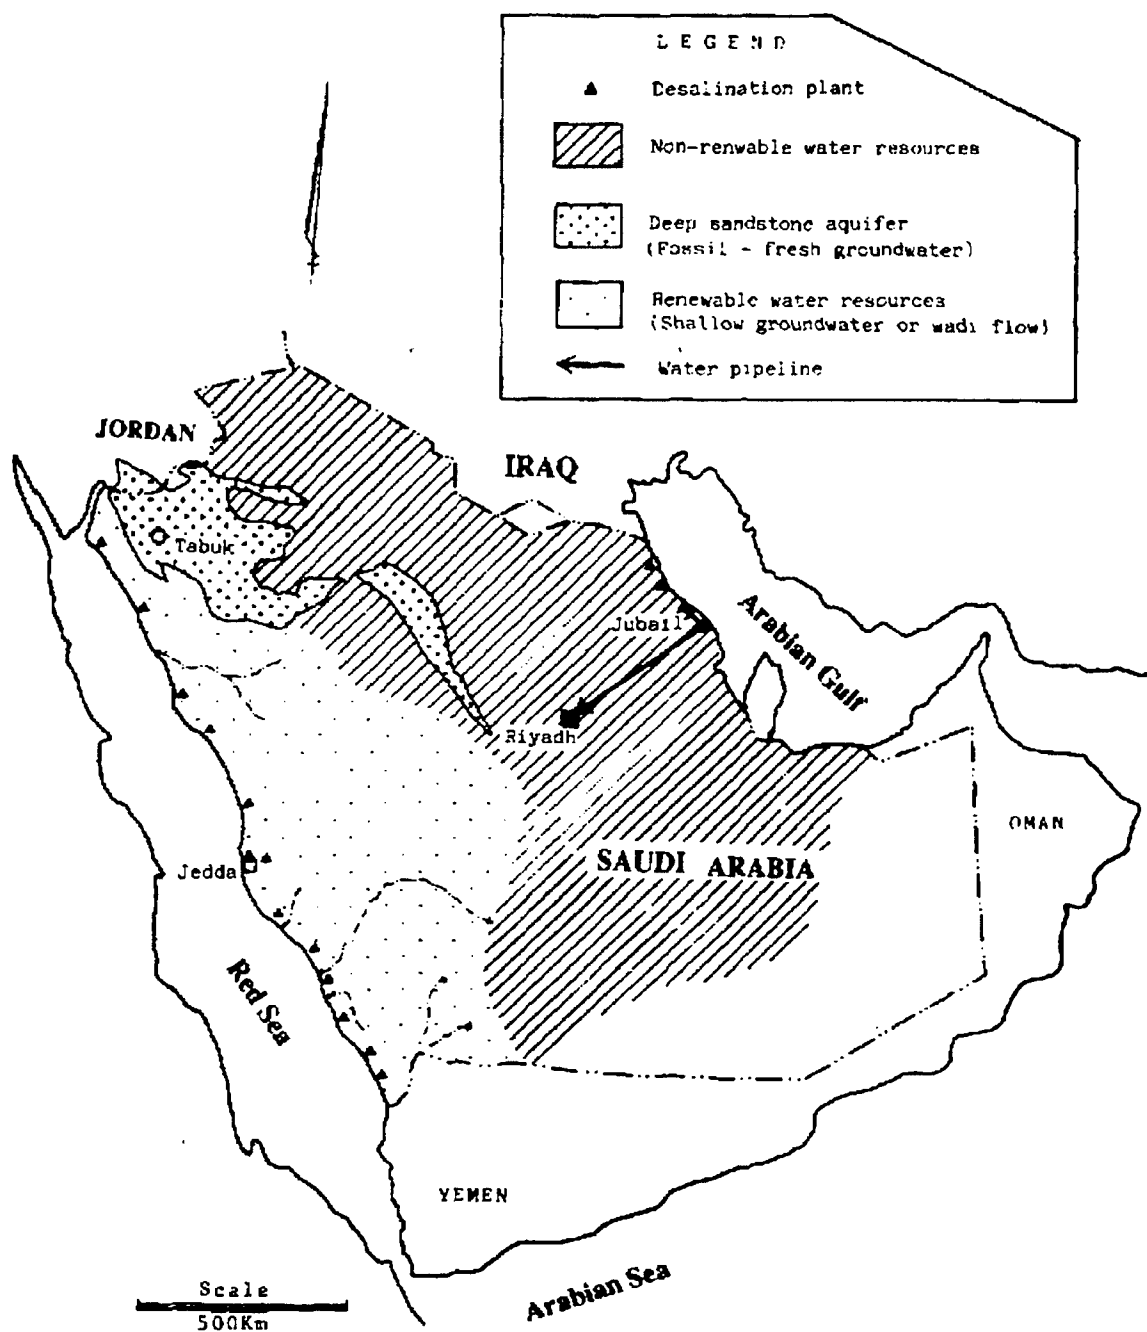 LEGEND
Desalination plant
Non-renwable water resources
Deep sandstone aquifer
(Fossil - fresh groundwater)
Renewable water resources
(Shallow groundwater or wadi flow)
Water pipeline
JORDAN
IRAQ
Tabuk
Jubail
Arabian Gulf
Riyadh
OMAN
SAUDI ARABIA
Jedda
Red Sea
YEMEN
Scale
500Km
Arabian Sea